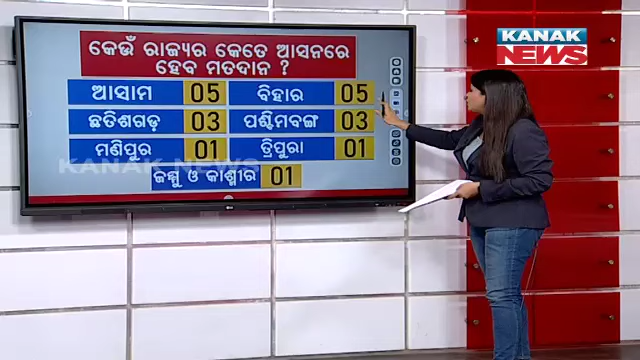 KANAK
NEWS
କେଉଁ ରାଜ୍ୟର କେତେ ଆସନରେ
ହେବ ମତଦାନ ?
ଆସାମ 05 ବିହାର 05
ଛତିଶଗଡ଼ 03 ପଶ୍ଚିମବଙ୍ଗ 03
ମଣିପୁର 01 ତ୍ରିପୁରା 01
ଜମ୍ମୁ ଓ କାଶ୍ମୀର 01
KANAK NEWS
LG